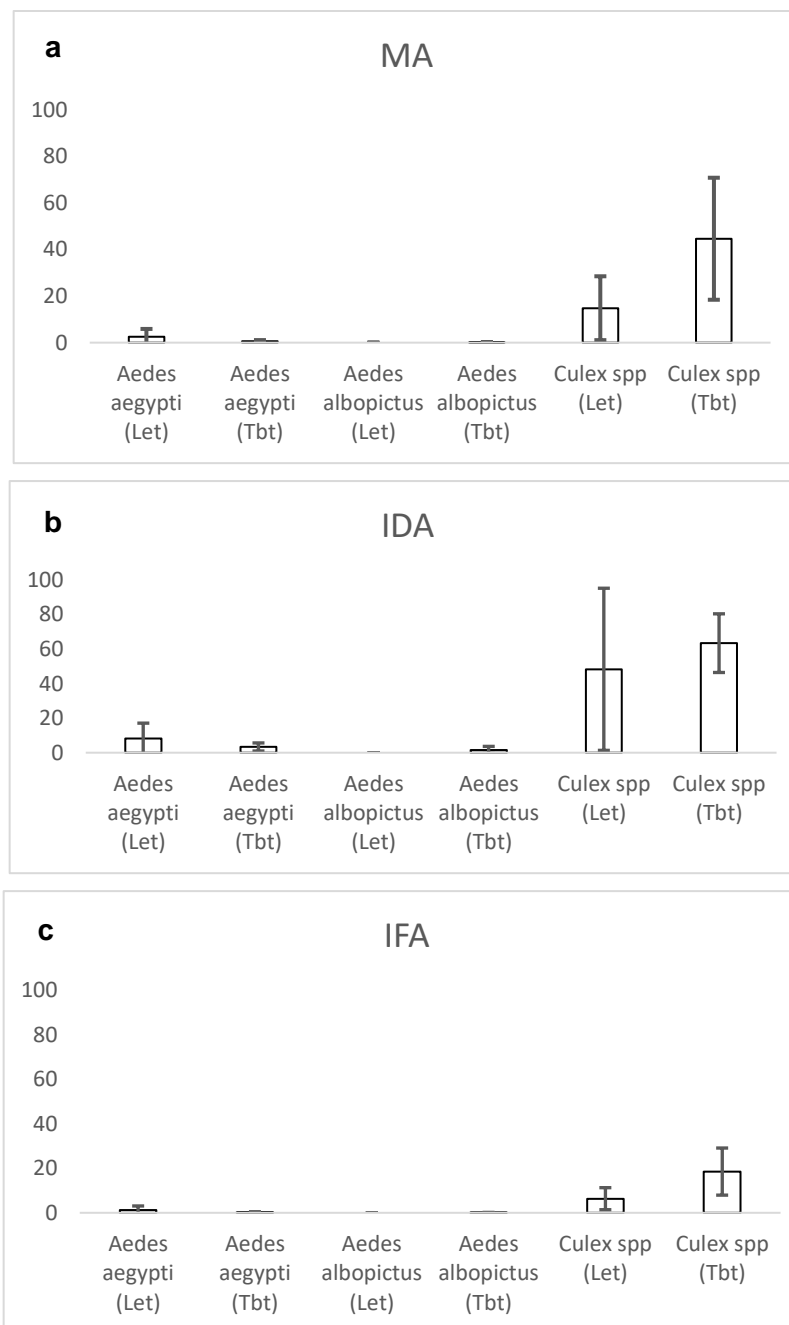 a
MA
100
80
60
40
20
0
Aedes aegypti (Let)
Aedes aegypti (Tbt)
Aedes albopictus (Let)
Aedes albopictus (Tbt)
Culex spp (Let)
Culex spp (Tbt)
b
IDA
100
80
60
40
20
0
Aedes aegypti (Let)
Aedes aegypti (Tbt)
Aedes albopictus (Let)
Aedes albopictus (Tbt)
Culex spp (Let)
Culex spp (Tbt)
c
IFA
100
80
60
40
20
0
Aedes aegypti (Let)
Aedes aegypti (Tbt)
Aedes albopictus (Let)
Aedes albopictus (Tbt)
Culex spp (Let)
Culex spp (Tbt)